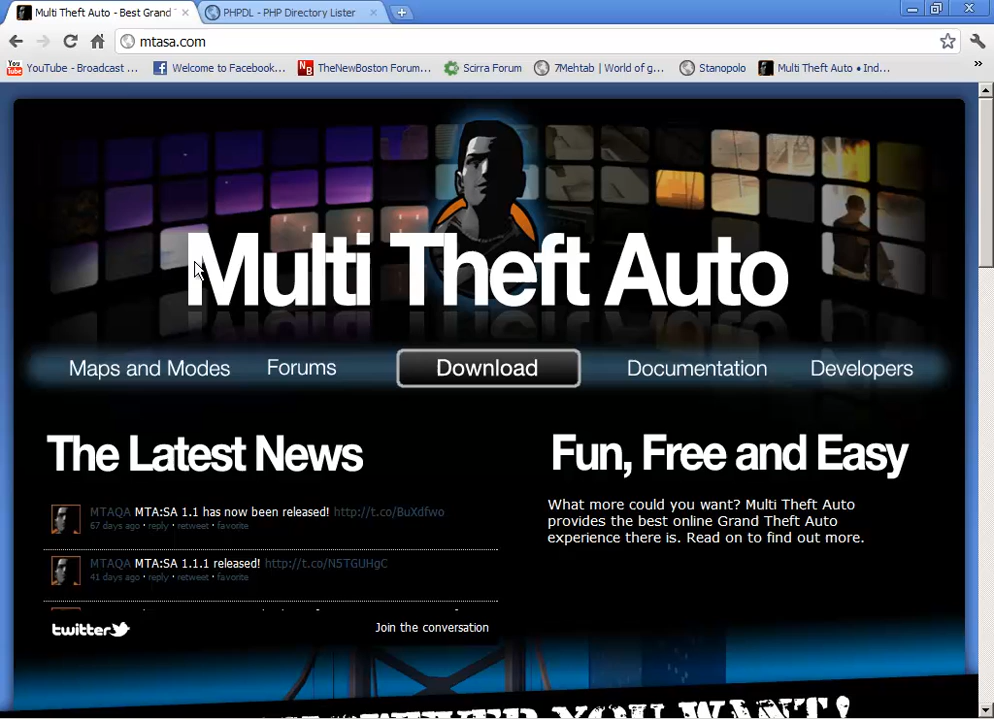 Multi Theft Auto - Best Grand
PHPDL - PHP Directory Lister
mtasa.com
YouTube - Broadcast ...
Welcome to Facebook...
TheNewBoston Forum...
Scirra Forum
7Mehtab | World of g...
Stanopolo
Multi Theft Auto • Ind...
»
Multi Theft Auto
Maps and Modes
Forums
Download
Documentation
Developers
The Latest News
MTAQA MTA:SA 1.1 has now been released! http://t.co/BuXdfwo
67 days ago · reply · retweet · favorite
MTAQA MTA:SA 1.1.1 released! http://t.co/N5TGUHgC
41 days ago · reply · retweet · favorite
twitter
Join the conversation
Fun, Free and Easy
What more could you want? Multi Theft Auto
provides the best online Grand Theft Auto
experience there is. Read on to find out more.
YOU WANT!